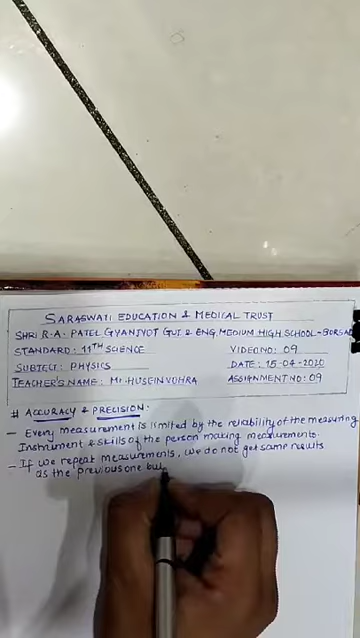 SARASWATI EDUCATION & MEDICAL TRUST
SHRI R.A. PATEL GYANJYOT GUJ & ENG. MEDIUM HIGH SCHOOL-BORSAD
STANDARD: 11TH SCIENCE VIDEO NO: 09
SUBJECT: PHYSICS DATE: 15-04-2020
TEACHER'S NAME: Mr. HUSEIN VOHRA ASSIGNMENT NO: 09
# ACCURACY & PRECISION:
- Every measurement is limited by the reliability of the measuring
Instrument & skills of the person making measurements.
- If we repeat measurements, we do not get same results
as the previous one but